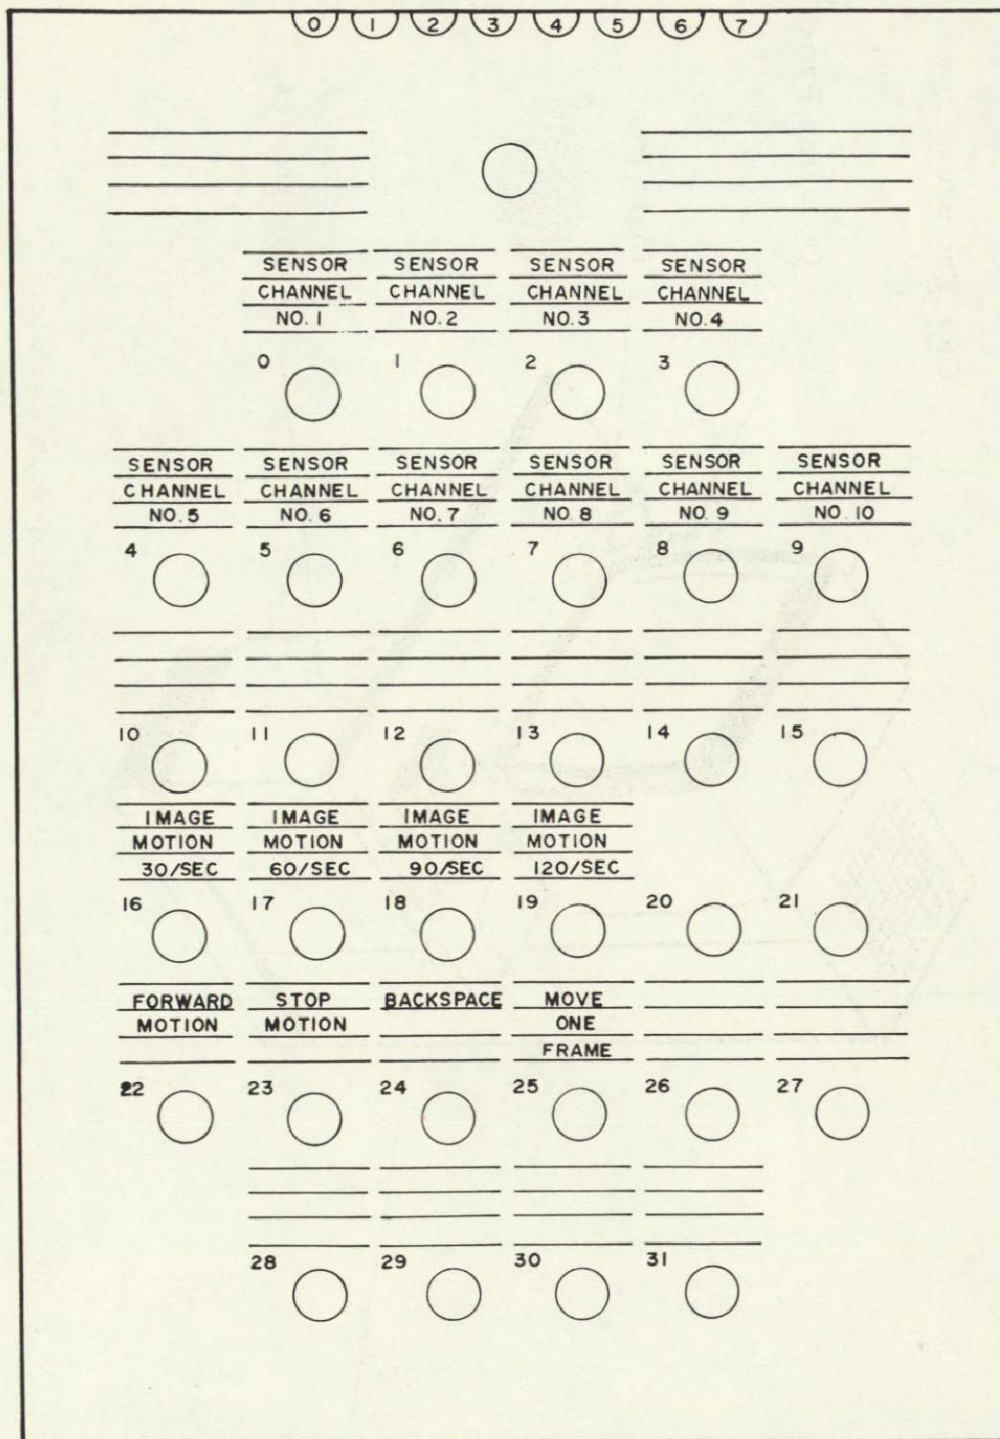 0 1 2 3 4 5 6 7
SENSOR SENSOR SENSOR SENSOR
CHANNEL CHANNEL CHANNEL CHANNEL
NO. 1 NO. 2 NO. 3 NO. 4
0 1 2 3
SENSOR SENSOR SENSOR SENSOR SENSOR SENSOR
CHANNEL CHANNEL CHANNEL CHANNEL CHANNEL CHANNEL
NO. 5 NO. 6 NO. 7 NO. 8 NO. 9 NO. 10
4 5 6 7 8 9
10 11 12 13 14 15
IMAGE IMAGE IMAGE IMAGE
MOTION MOTION MOTION MOTION
30/SEC 60/SEC 90/SEC 120/SEC
16 17 18 19 20 21
FORWARD STOP BACKSPACE MOVE
MOTION MOTION ONE
FRAME
22 23 24 25 26 27
28 29 30 31